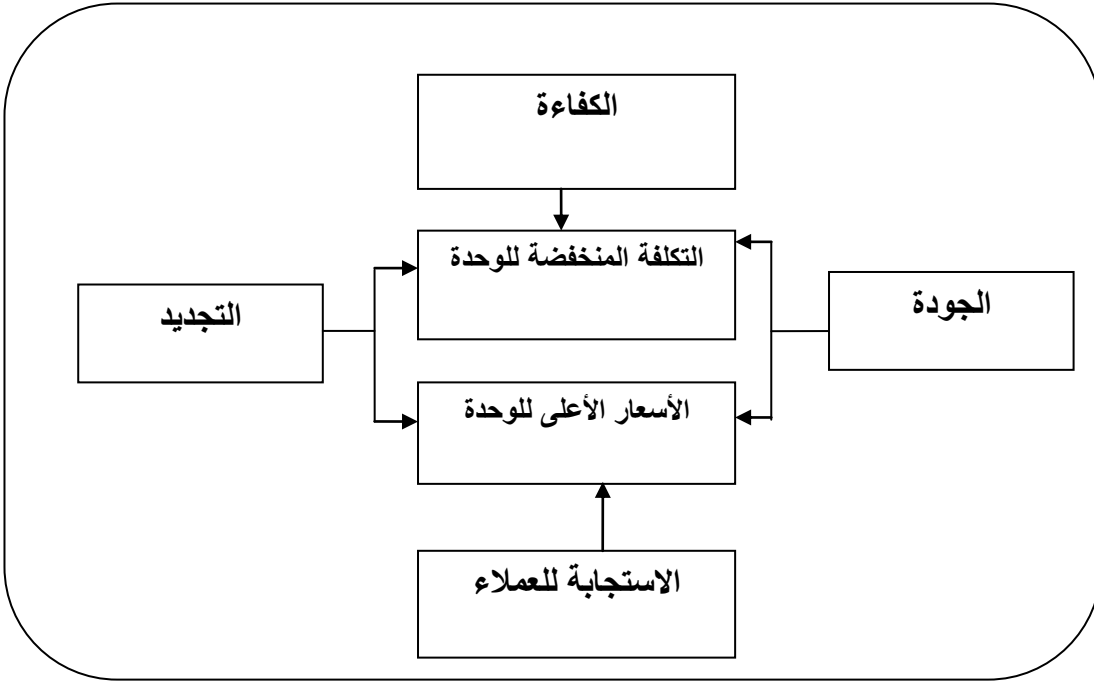 الكفاءة
التكلفة المنخفضة للوحدة
الجودة
التجديد
الأسعار الأعلى للوحدة
الاستجابة للعملاء